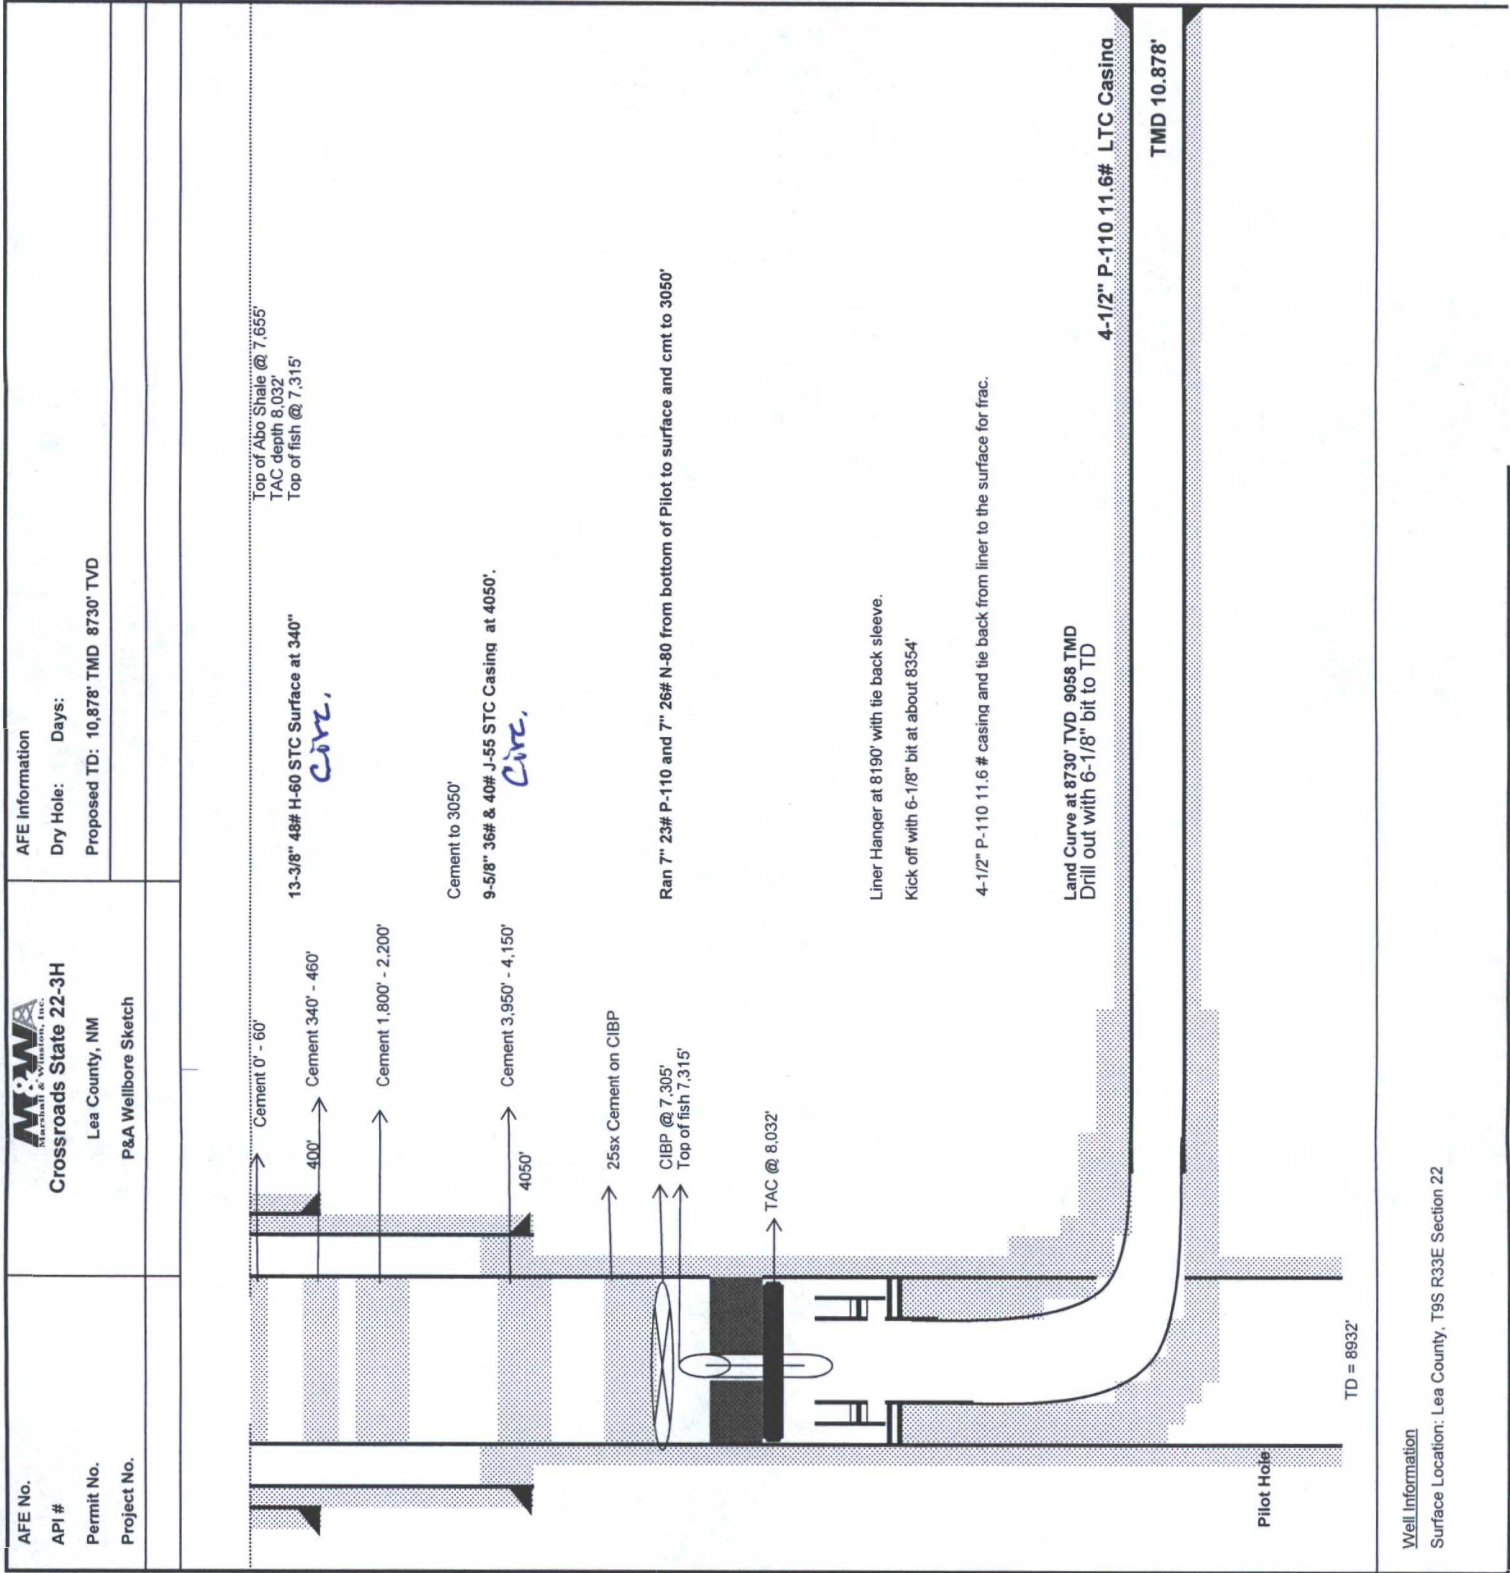 AFE No.
API #
Permit No.
Project No.
M&W
Marshall & Winston, Inc.
Crossroads State 22-3H
Lea County, NM
P&A Wellbore Sketch
AFE Information
Dry Hole: Days:
Proposed TD: 10,878' TMD 8730' TVD
Top of Abo Shale @ 7,655'
TAC depth 8,032'
Top of fish @ 7,315'
Cement 0' - 60'
13-3/8" 48# H-60 STC Surface at 340"
Circ.
400'
Cement 340' - 460'
Cement 1,800' - 2,200'
Cement to 3050'
9-5/8" 36# & 40# J-55 STC Casing at 4050'.
Circ.
Cement 3,950' - 4,150'
4050'
25sx Cement on CIBP
Ran 7" 23# P-110 and 7" 26# N-80 from bottom of Pilot to surface and cmt to 3050'
CIBP @ 7,305'
Top of fish 7,315'
TAC @ 8,032'
Liner Hanger at 8190' with tie back sleeve.
Kick off with 6-1/8" bit at about 8354'
4-1/2" P-110 11.6 # casing and tie back from liner to the surface for frac.
Land Curve at 8730' TVD 9058 TMD
Drill out with 6-1/8" bit to TD
4-1/2" P-110 11.6# LTC Casing
TMD 10.878'
Pilot Hole
TD = 8932'
Well Information
Surface Location: Lea County, T9S R33E Section 22